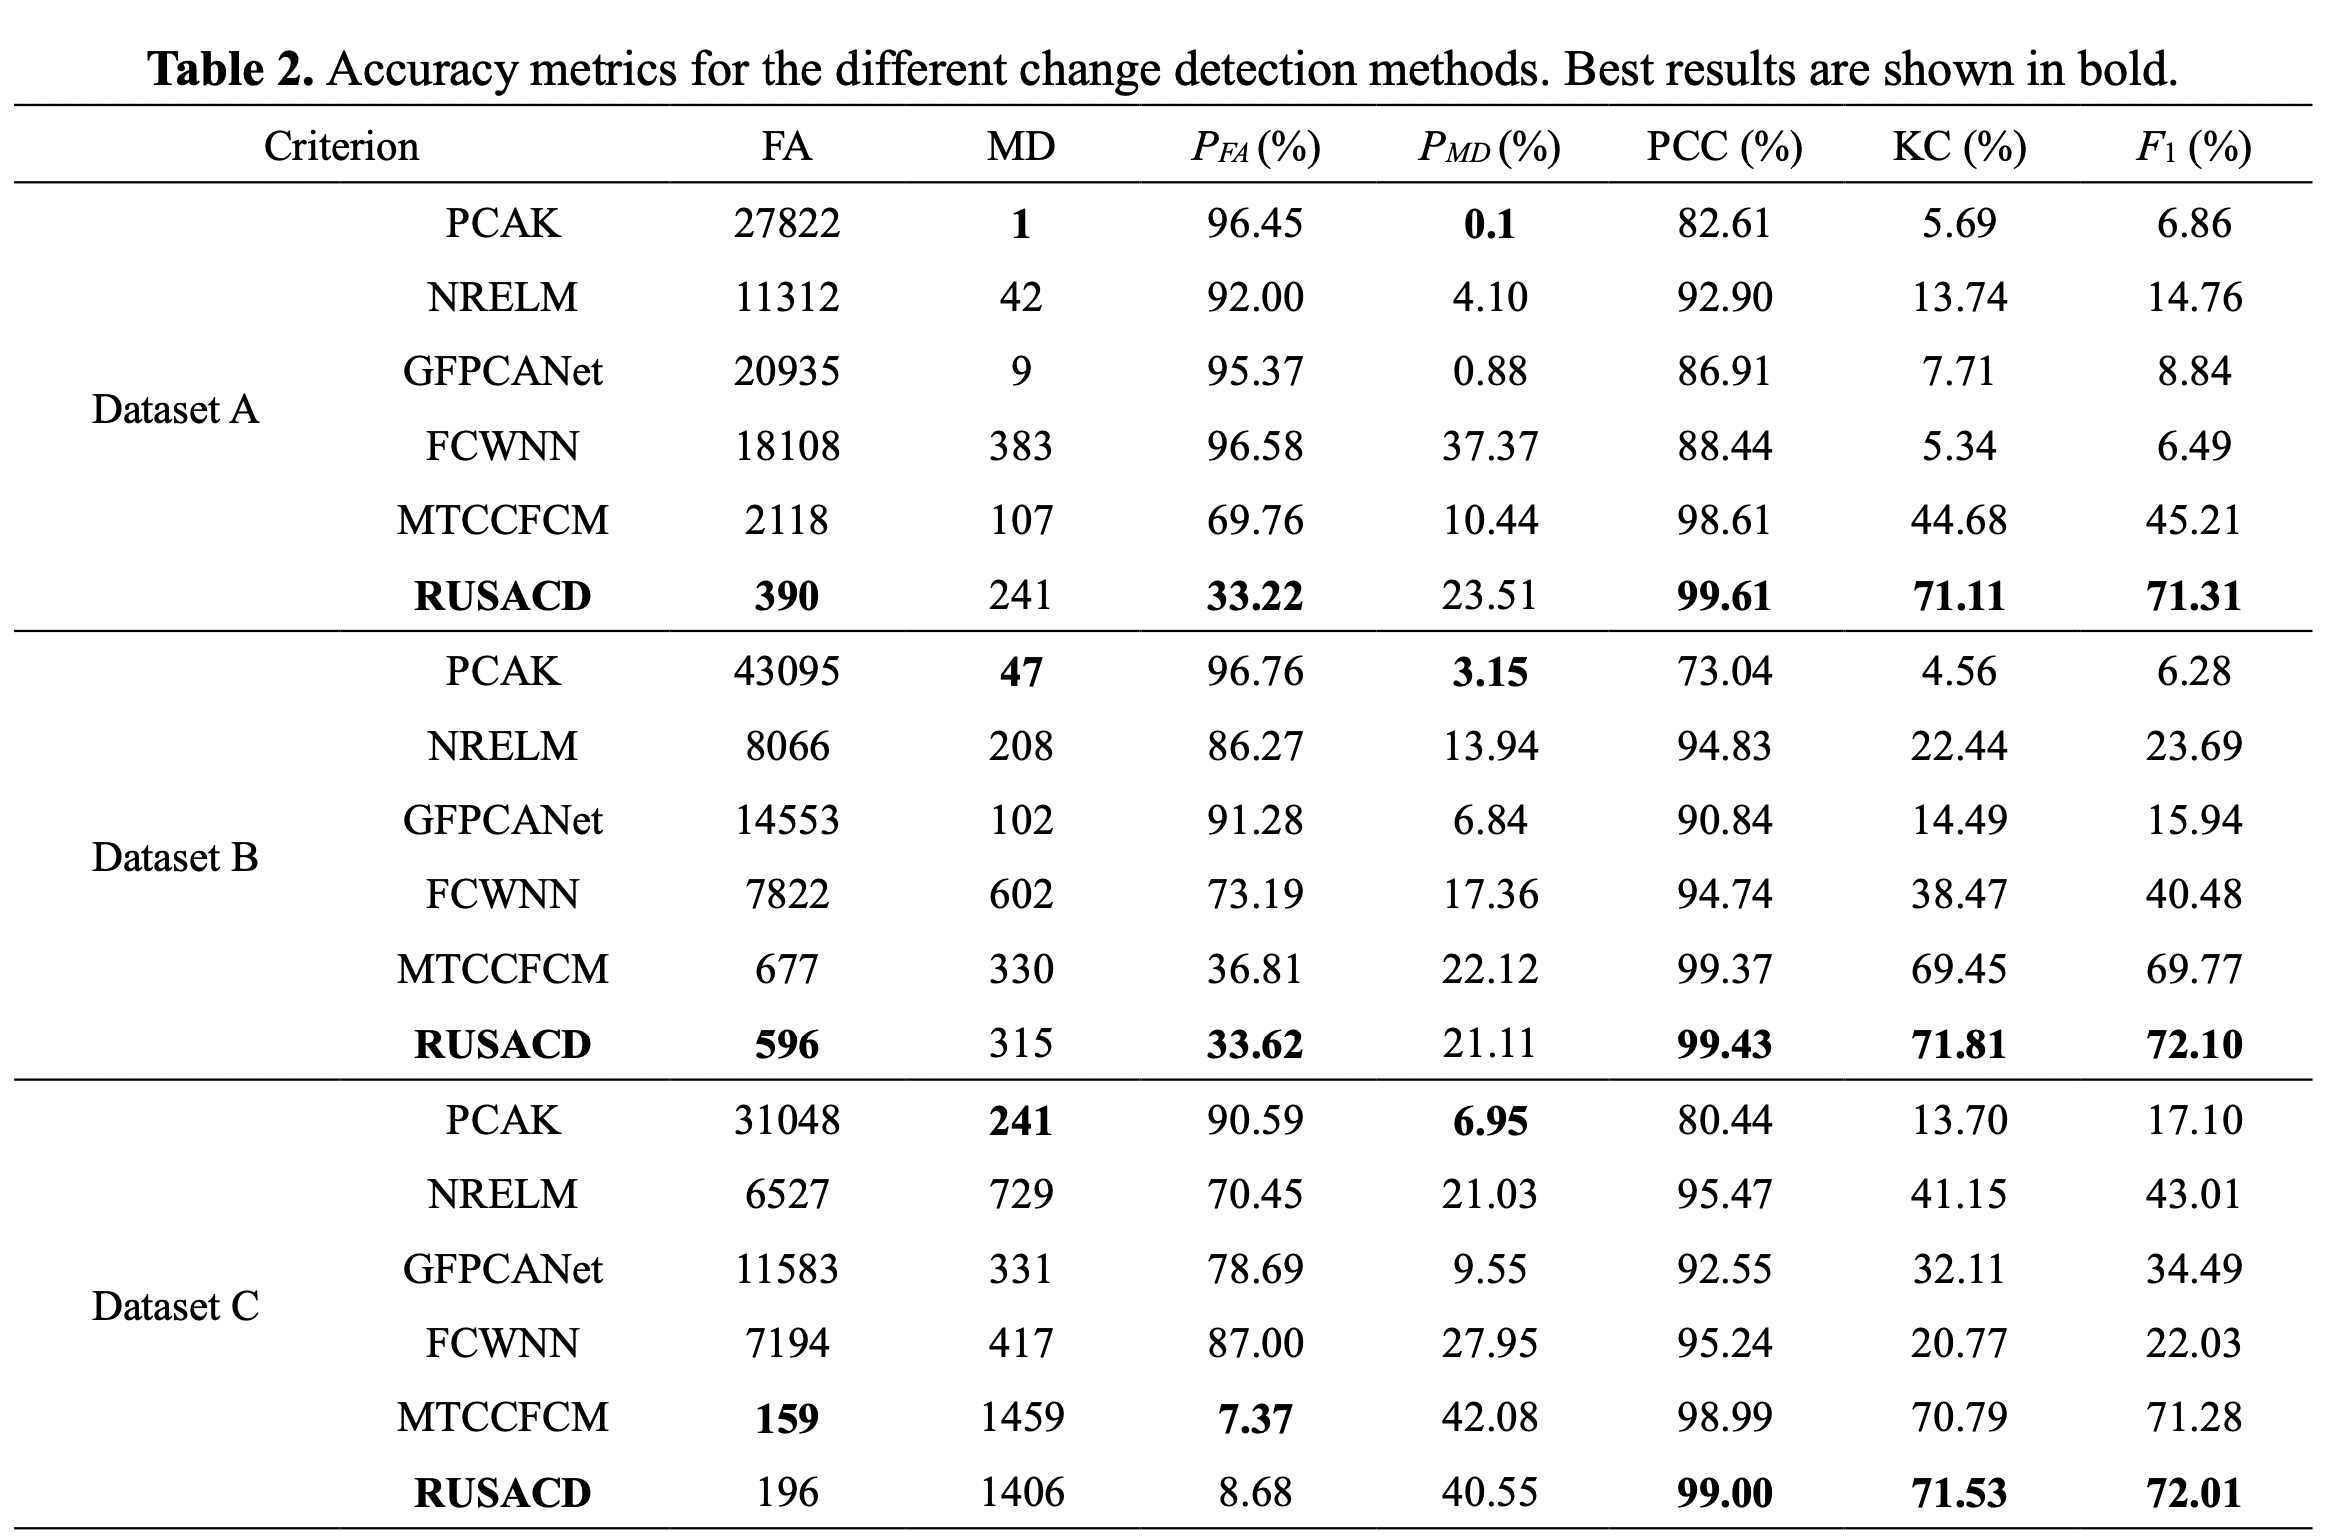 Table 2. Accuracy metrics for the different change detection methods. Best results are shown in bold.
Criterion FA MD PFA (%) PMD (%) PCC (%) KC (%) F1 (%)
Dataset A
PCAK 27822 1 96.45 0.1 82.61 5.69 6.86
NRELM 11312 42 92.00 4.10 92.90 13.74 14.76
GFPCANet 20935 9 95.37 0.88 86.91 7.71 8.84
FCWNN 18108 383 96.58 37.37 88.44 5.34 6.49
MTCCFCM 2118 107 69.76 10.44 98.61 44.68 45.21
RUSACD 390 241 33.22 23.51 99.61 71.11 71.31
Dataset B
PCAK 43095 47 96.76 3.15 73.04 4.56 6.28
NRELM 8066 208 86.27 13.94 94.83 22.44 23.69
GFPCANet 14553 102 91.28 6.84 90.84 14.49 15.94
FCWNN 7822 602 73.19 17.36 94.74 38.47 40.48
MTCCFCM 677 330 36.81 22.12 99.37 69.45 69.77
RUSACD 596 315 33.62 21.11 99.43 71.81 72.10
Dataset C
PCAK 31048 241 90.59 6.95 80.44 13.70 17.10
NRELM 6527 729 70.45 21.03 95.47 41.15 43.01
GFPCANet 11583 331 78.69 9.55 92.55 32.11 34.49
FCWNN 7194 417 87.00 27.95 95.24 20.77 22.03
MTCCFCM 159 1459 7.37 42.08 98.99 70.79 71.28
RUSACD 196 1406 8.68 40.55 99.00 71.53 72.01